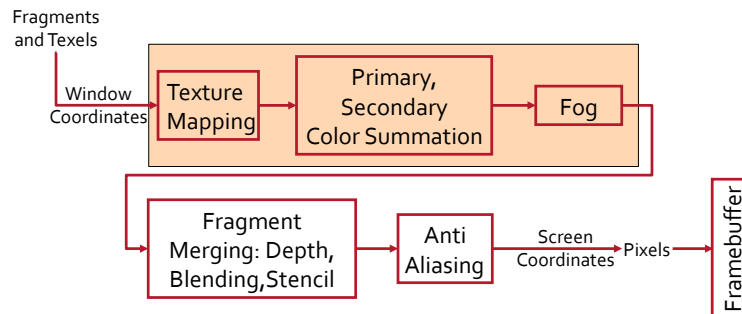 Fragments
and Texels
Window
Coordinates
Texture
Mapping
Primary,
Secondary
Color Summation
Fog
Fragment
Merging: Depth,
Blending,Stencil
Anti
Aliasing
Screen
Coordinates
Pixels
Framebuffer